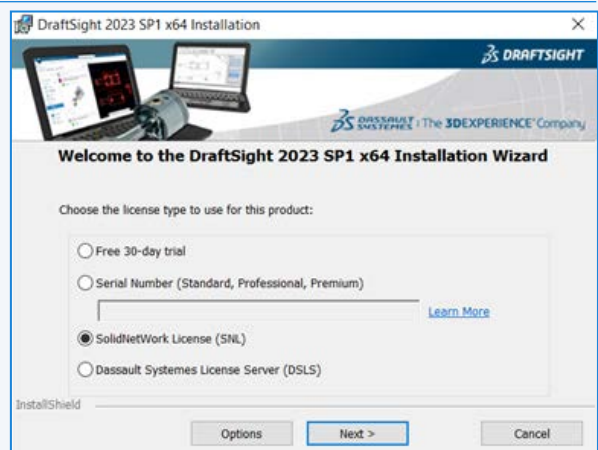 DraftSight 2023 SP1 x64 Installation
DRAFTSIGHT
DASSAULT SYSTEMES | The 3DEXPERIENCE® Company
Welcome to the DraftSight 2023 SP1 x64 Installation Wizard
Choose the license type to use for this product:
Free 30-day trial
Serial Number (Standard, Professional, Premium)
Learn More
SolidNetWork License (SNL)
Dassault Systemes License Server (DSLS)
InstallShield
Options Next > Cancel